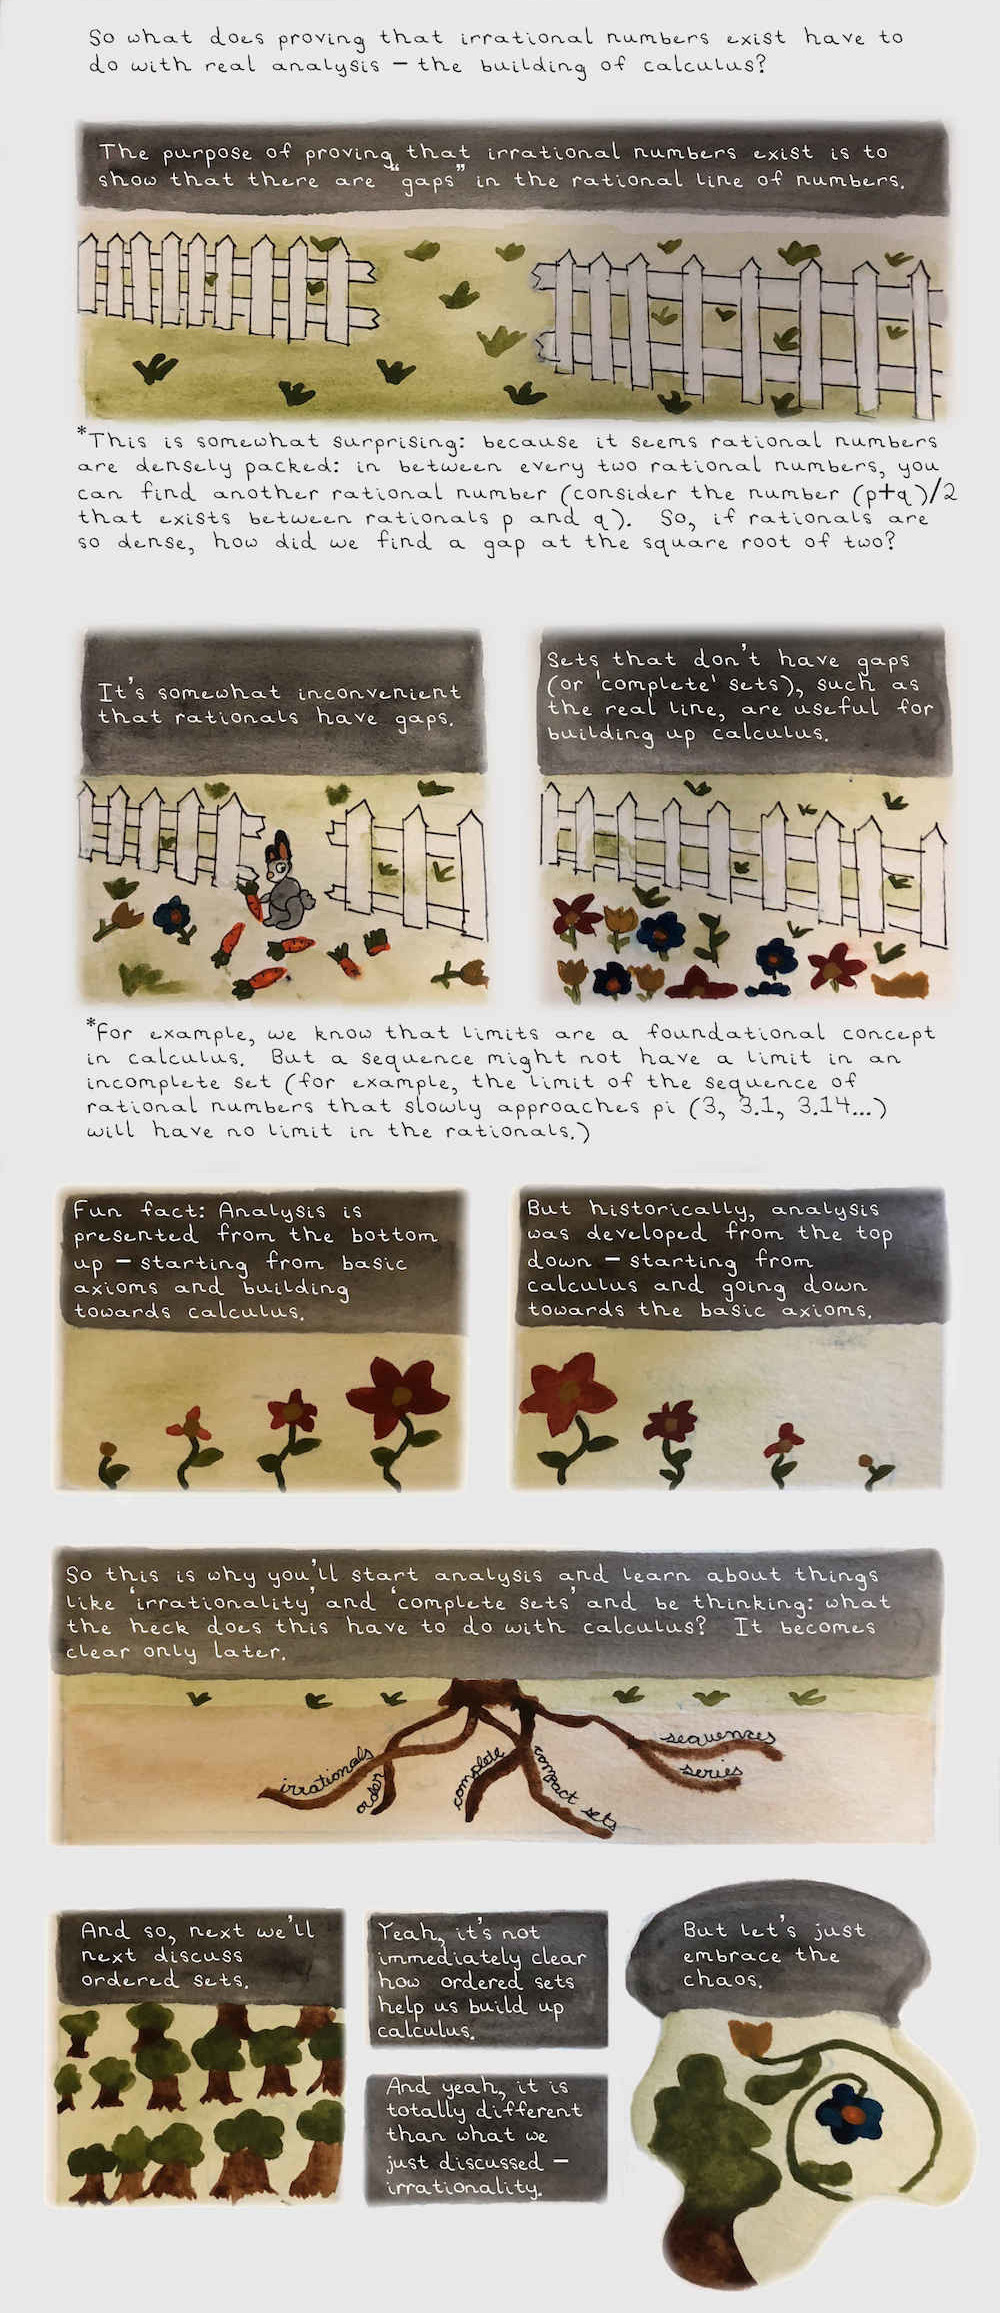 So what does proving that irrational numbers exist have to
do with real analysis – the building of calculus?
The purpose of proving that irrational numbers exist is to
show that there are "gaps" in the rational line of numbers.
*This is somewhat surprising: because it seems rational numbers
are densely packed: in between every two rational numbers, you
can find another rational number (consider the number (p+q)/2
that exists between rationals p and q). So, if rationals are
so dense, how did we find a gap at the square root of two?
It's somewhat inconvenient
that rationals have gaps.
Sets that don't have gaps
(or 'complete' sets), such as
the real line, are useful for
building up calculus.
*For example, we know that limits are a foundational concept
in calculus. But a sequence might not have a limit in an
incomplete set (for example, the limit of the sequence of
rational numbers that slowly approaches pi (3, 3.1, 3.14...)
will have no limit in the rationals.)
Fun fact: Analysis is
presented from the bottom
up – starting from basic
axioms and building
towards calculus.
But historically, analysis
was developed from the top
down – starting from
calculus and going down
towards the basic axioms.
So this is why you'll start analysis and learn about things
like 'irrationality' and 'complete sets' and be thinking: what
the heck does this have to do with calculus? It becomes
clear only later.
irrationals
order
complete
compact sets
sequences
series
And so, next we'll
next discuss
ordered sets.
Yeah, it's not
immediately clear
how ordered sets
help us build up
calculus.
And yeah, it is
totally different
than what we
just discussed –
irrationality.
But let's just
embrace the
chaos.